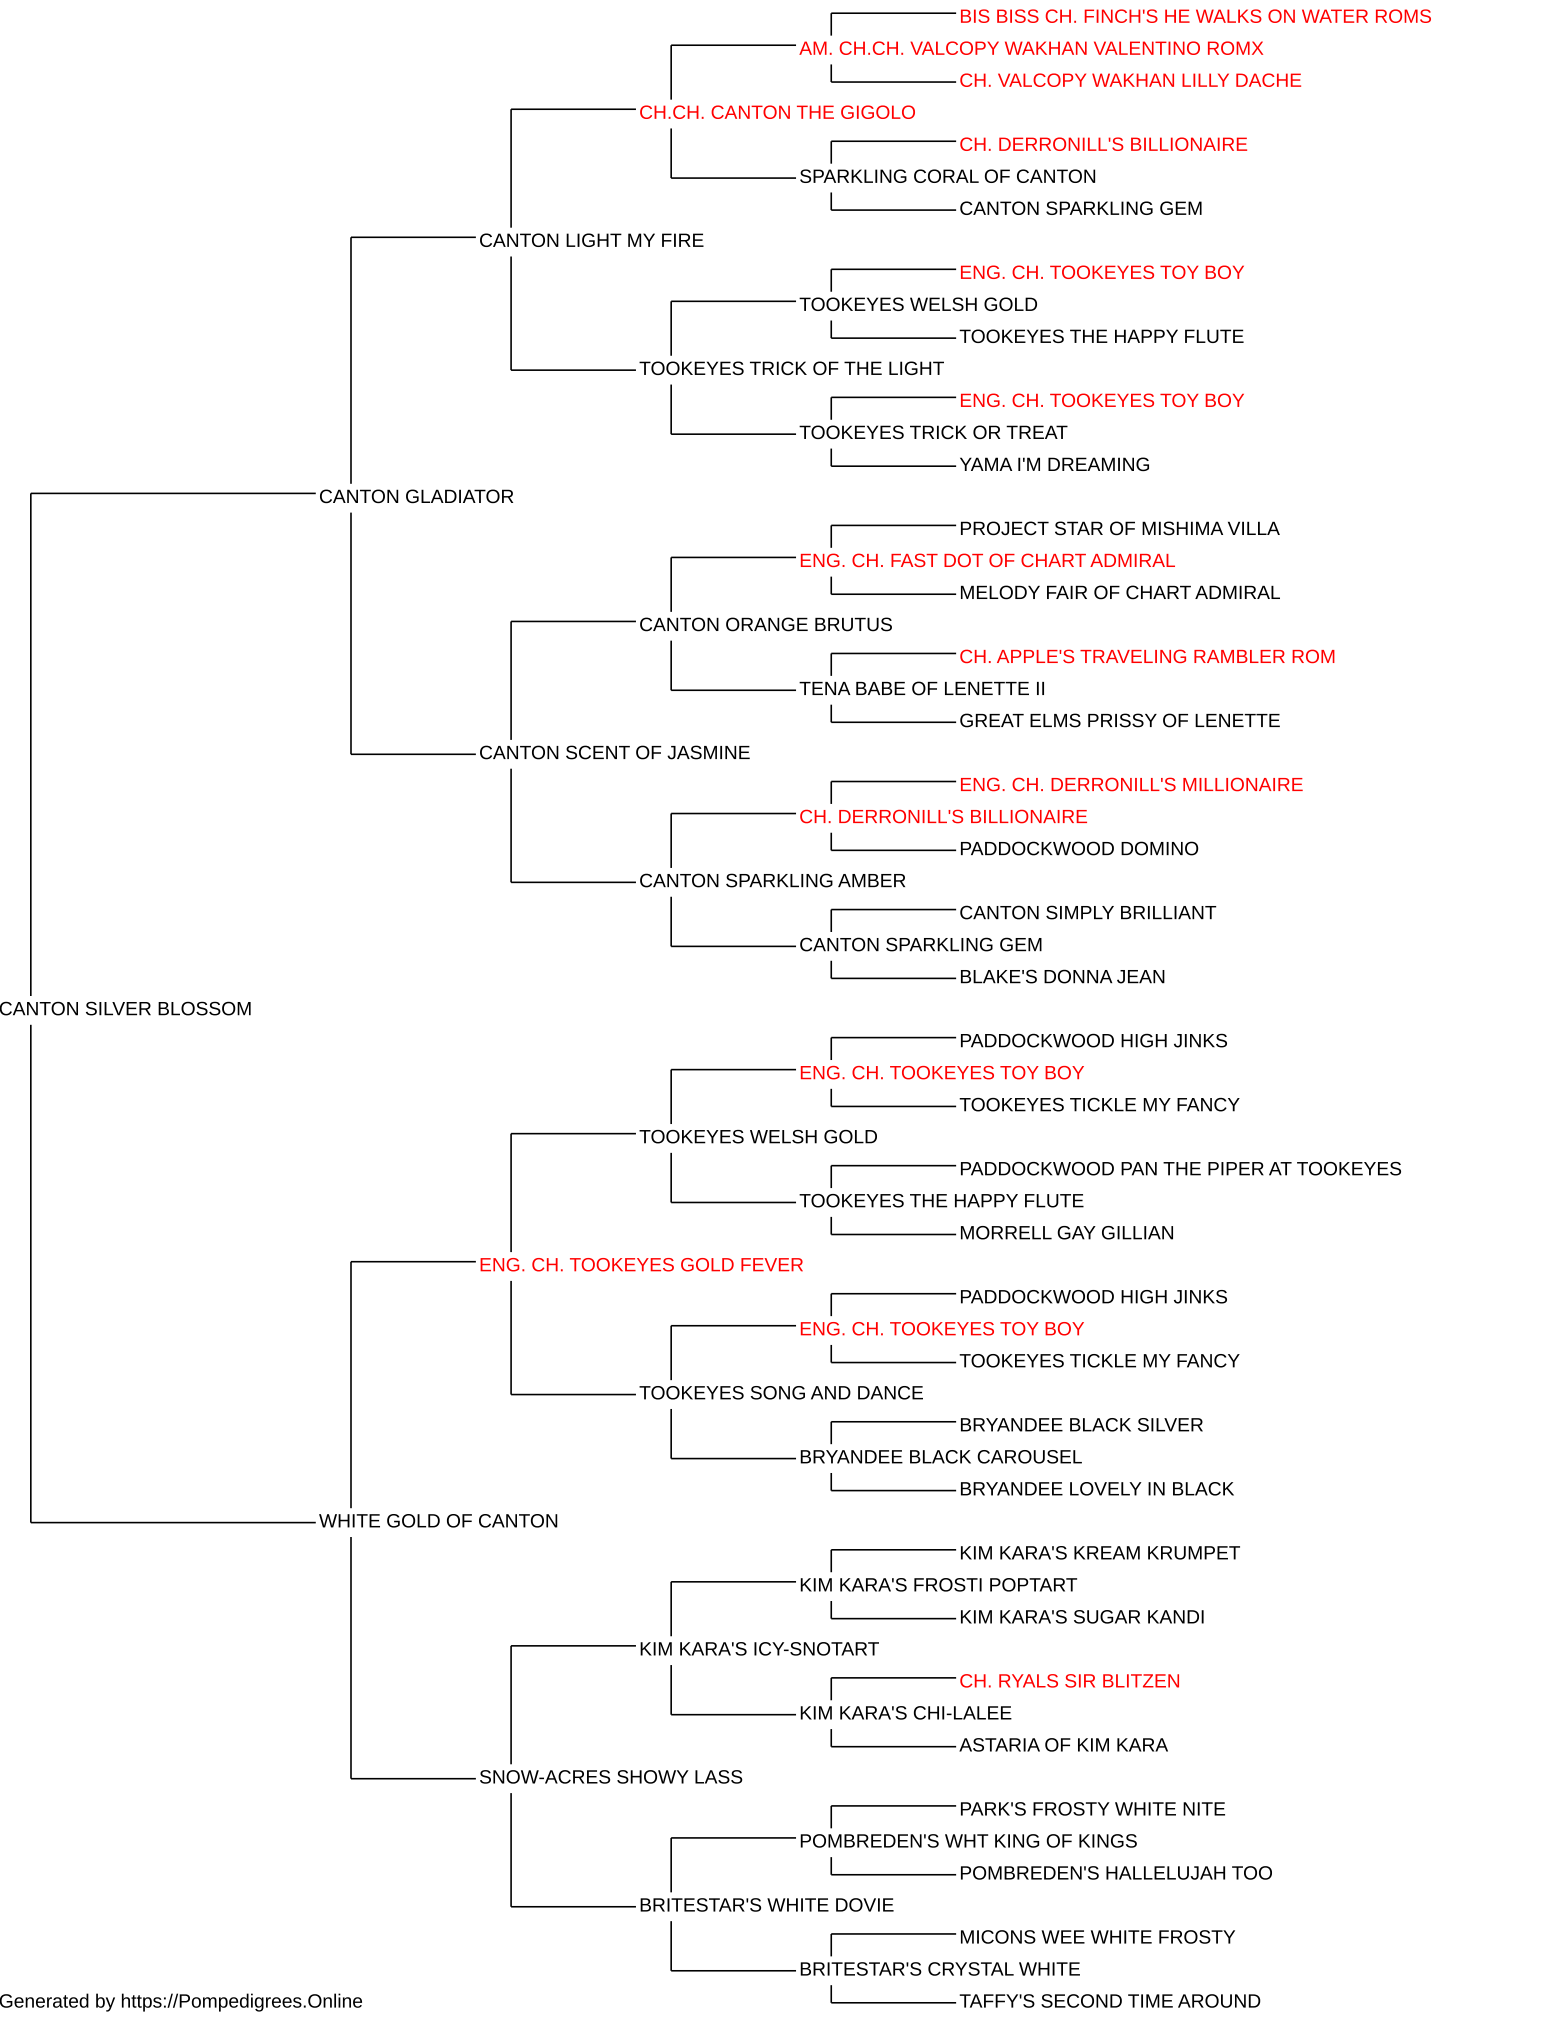 BIS BISS CH. FINCH'S HE WALKS ON WATER ROMS
AM. CH.CH. VALCOPY WAKHAN VALENTINO ROMX
CH. VALCOPY WAKHAN LILLY DACHE
CH.CH. CANTON THE GIGOLO
CH. DERRONILL'S BILLIONAIRE
SPARKLING CORAL OF CANTON
CANTON SPARKLING GEM
CANTON LIGHT MY FIRE
ENG. CH. TOOKEYES TOY BOY
TOOKEYES WELSH GOLD
TOOKEYES THE HAPPY FLUTE
TOOKEYES TRICK OF THE LIGHT
ENG. CH. TOOKEYES TOY BOY
TOOKEYES TRICK OR TREAT
YAMA I'M DREAMING
CANTON GLADIATOR
PROJECT STAR OF MISHIMA VILLA
ENG. CH. FAST DOT OF CHART ADMIRAL
MELODY FAIR OF CHART ADMIRAL
CANTON ORANGE BRUTUS
CH. APPLE'S TRAVELING RAMBLER ROM
TENA BABE OF LENETTE II
GREAT ELMS PRISSY OF LENETTE
CANTON SCENT OF JASMINE
ENG. CH. DERRONILL'S MILLIONAIRE
CH. DERRONILL'S BILLIONAIRE
PADDOCKWOOD DOMINO
CANTON SPARKLING AMBER
CANTON SIMPLY BRILLIANT
CANTON SPARKLING GEM
BLAKE'S DONNA JEAN
CANTON SILVER BLOSSOM
PADDOCKWOOD HIGH JINKS
ENG. CH. TOOKEYES TOY BOY
TOOKEYES TICKLE MY FANCY
TOOKEYES WELSH GOLD
PADDOCKWOOD PAN THE PIPER AT TOOKEYES
TOOKEYES THE HAPPY FLUTE
MORRELL GAY GILLIAN
ENG. CH. TOOKEYES GOLD FEVER
PADDOCKWOOD HIGH JINKS
ENG. CH. TOOKEYES TOY BOY
TOOKEYES TICKLE MY FANCY
TOOKEYES SONG AND DANCE
BRYANDEE BLACK SILVER
BRYANDEE BLACK CAROUSEL
BRYANDEE LOVELY IN BLACK
WHITE GOLD OF CANTON
KIM KARA'S KREAM KRUMPET
KIM KARA'S FROSTI POPTART
KIM KARA'S SUGAR KANDI
KIM KARA'S ICY-SNOTART
CH. RYALS SIR BLITZEN
KIM KARA'S CHI-LALEE
ASTARIA OF KIM KARA
SNOW-ACRES SHOWY LASS
PARK'S FROSTY WHITE NITE
POMBREDEN'S WHT KING OF KINGS
POMBREDEN'S HALLELUJAH TOO
BRITESTAR'S WHITE DOVIE
MICONS WEE WHITE FROSTY
BRITESTAR'S CRYSTAL WHITE
TAFFY'S SECOND TIME AROUND
Generated by https://Pompedigrees.Online